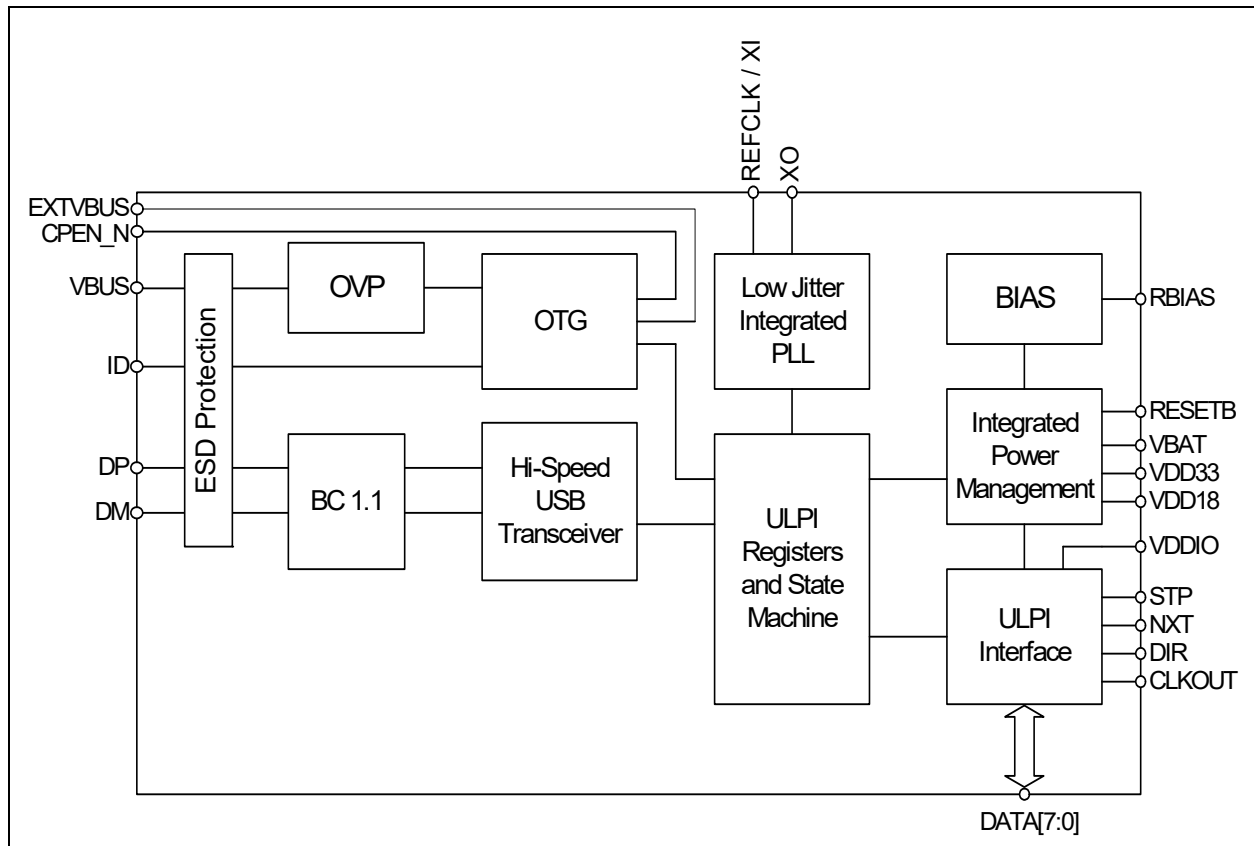 REFCLK / XI
XO
EXTVBUS
CPEN_N
VBUS
ID
DP
DM
ESD Protection
OVP
OTG
BC 1.1
Hi-Speed
USB
Transceiver
Low Jitter
Integrated
PLL
ULPI
Registers
and State
Machine
BIAS
Integrated
Power
Management
ULPI
Interface
RBIAS
RESETB
VBAT
VDD33
VDD18
VDDIO
STP
NXT
DIR
CLKOUT
DATA[7:0]